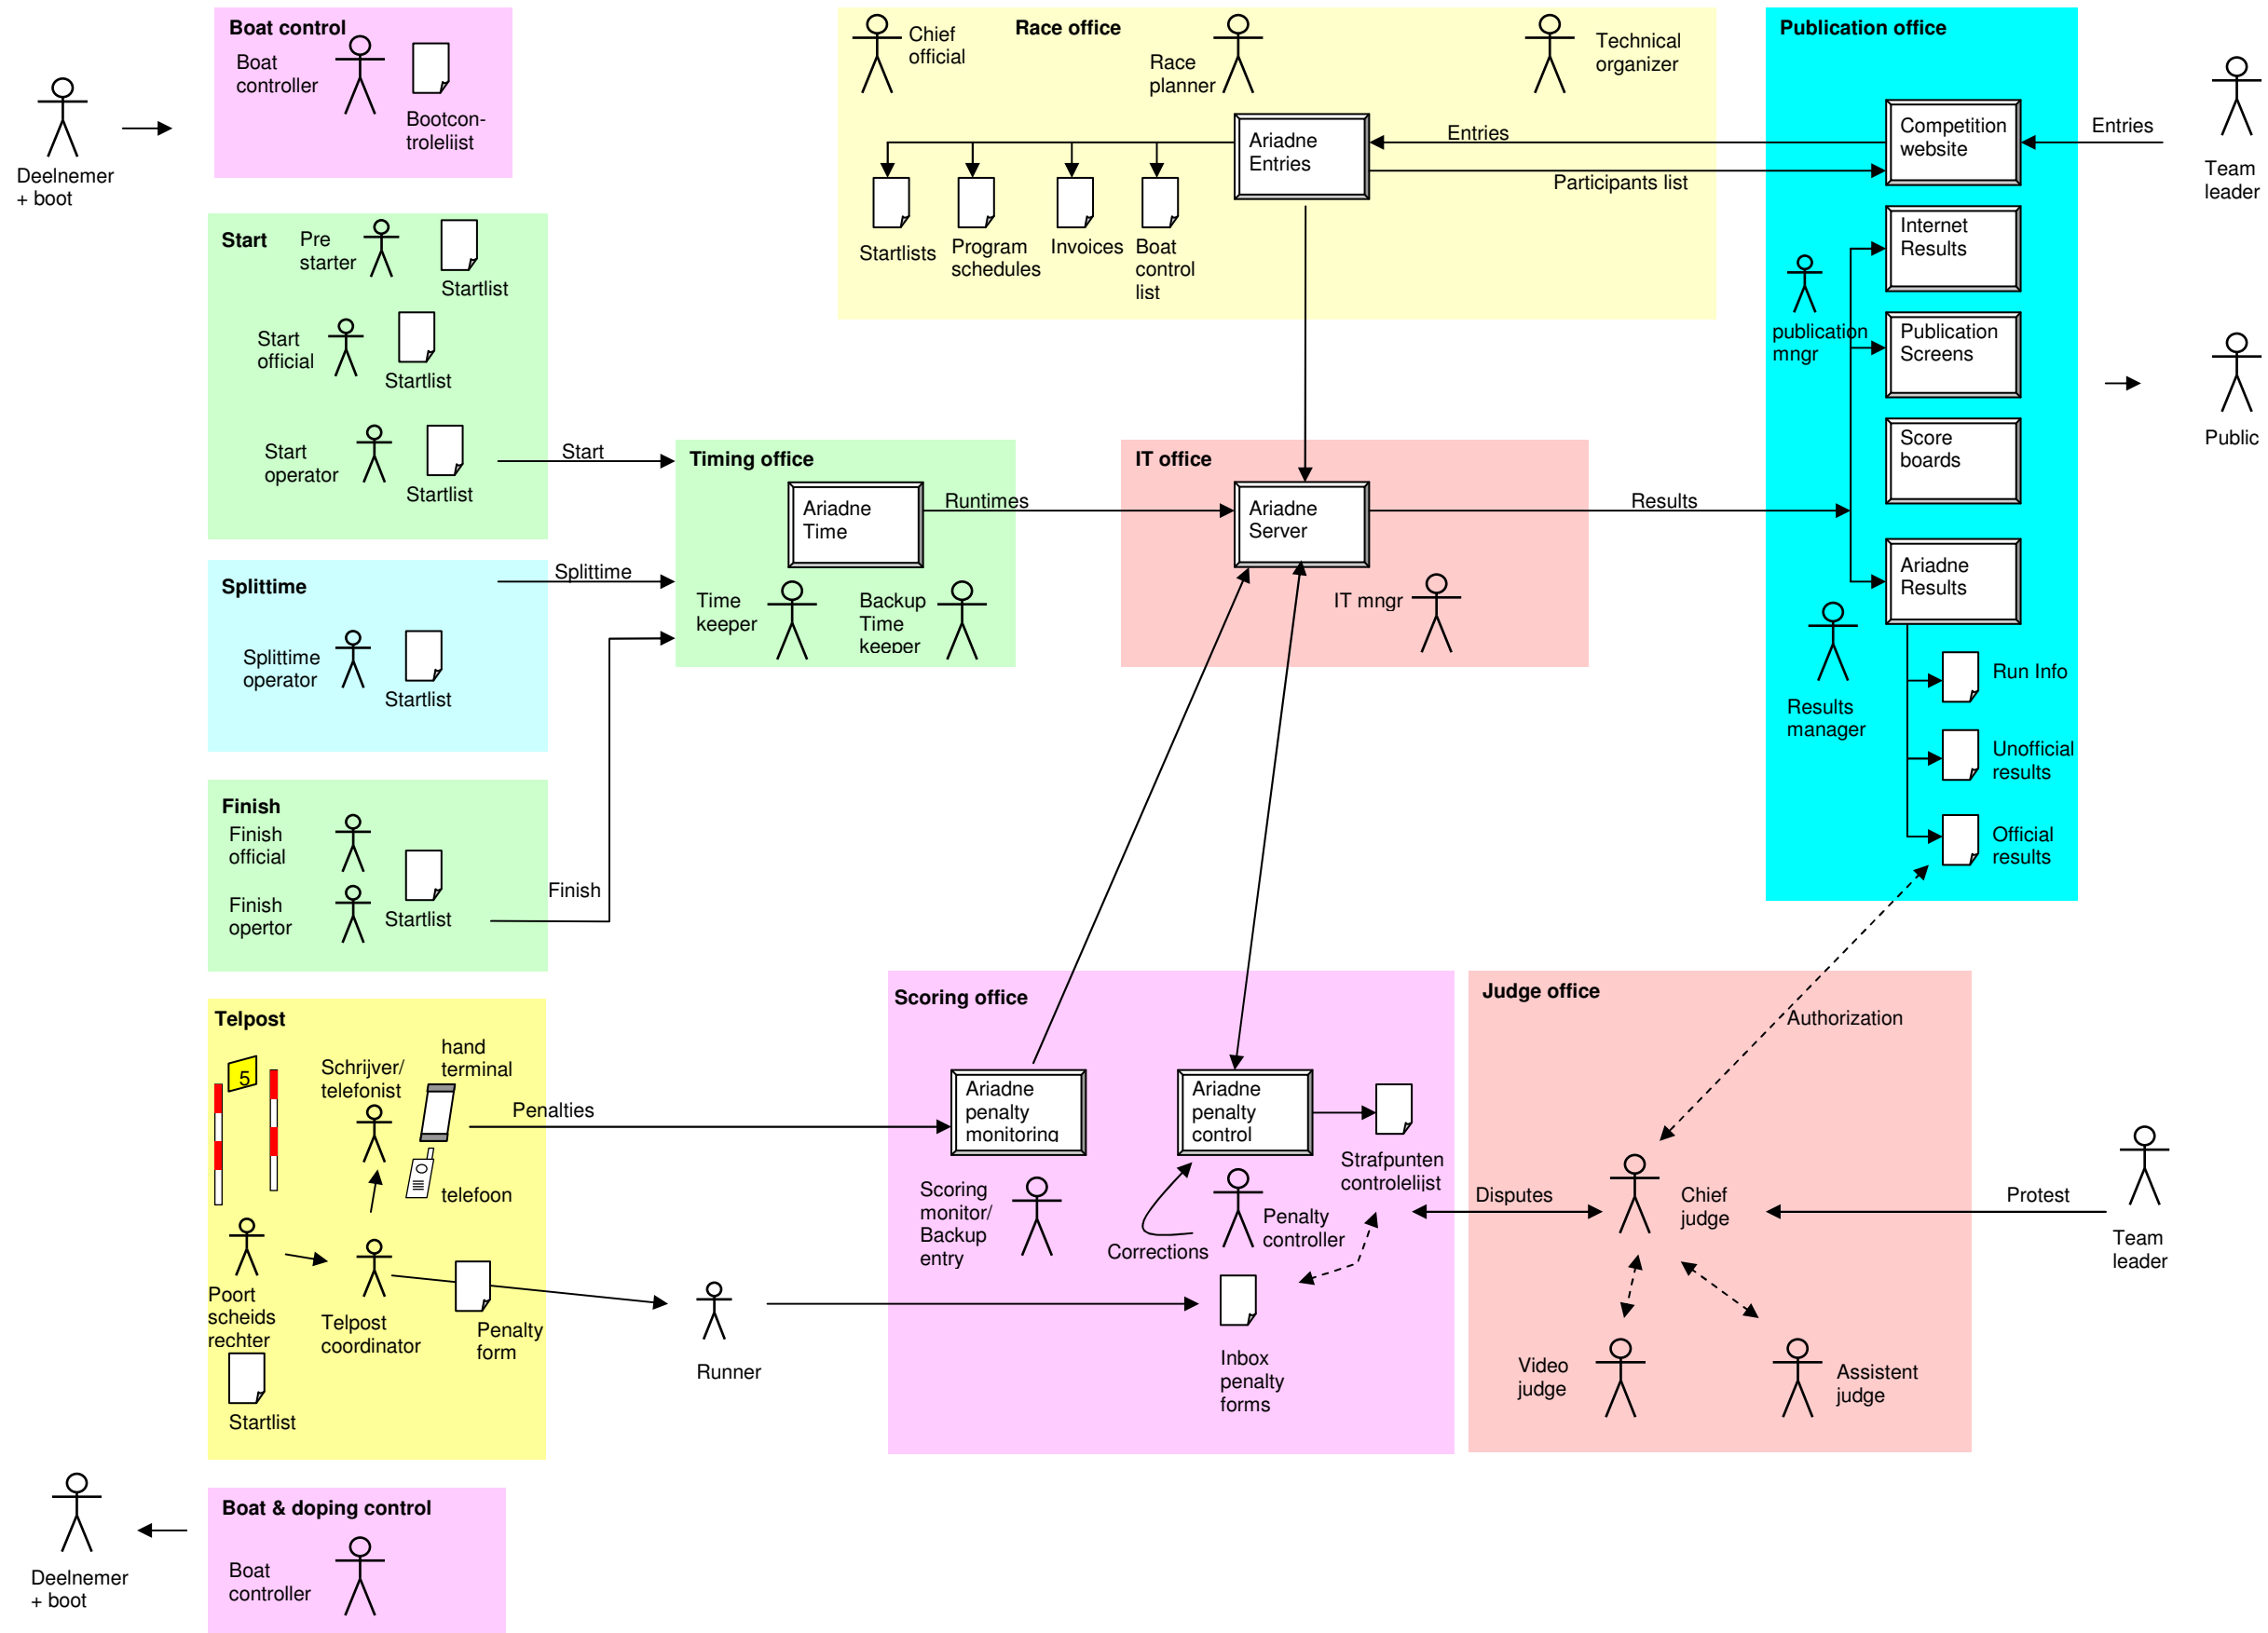 Boat control
Boat
controller
Bootcon-
troleliist
Deelnemer
+ boot
Start
Pre
starter
Startlist
Start
official
Startlist
Start
operator
Startlist
Start
Splittime
Splittime
operator
Startlist
Splittime
Finish
Finish
official
Finish
opertor
Startlist
Finish
Race office
Chief
official
Race
planner
Technical
organizer
Ariadne
Entries
Startlists
Program
schedules
Invoices
Boat
control
list
Entries
Participants list
Publication office
Competition
website
Entries
Team
leader
Internet
Results
publication
mngr
Publication
Screens
Score
boards
Public
Ariadne
Results
Results
manager
Run Info
Unofficial
results
Official
results
Timing office
Ariadne
Time
Time
keeper
Backup
Time
keeper
Runtimes
IT office
Ariadne
Server
IT mngr
Results
Telpost
5
Schrijver/
telefonist
hand
terminal
telefoon
Poort
scheids
rechter
Startlist
Telpost
coordinator
Penalty
form
Penalties
Runner
Scoring office
Ariadne
penalty
monitoring
Ariadne
penalty
control
Strafpunten
controlelijst
Scoring
monitor/
Backup
entry
Corrections
Penalty
controller
Inbox
penalty
forms
Disputes
Judge office
Authorization
Chief
judge
Protest
Team
leader
Video
judge
Assistent
judge
Boat & doping control
Boat
controller
Deelnemer
+ boot